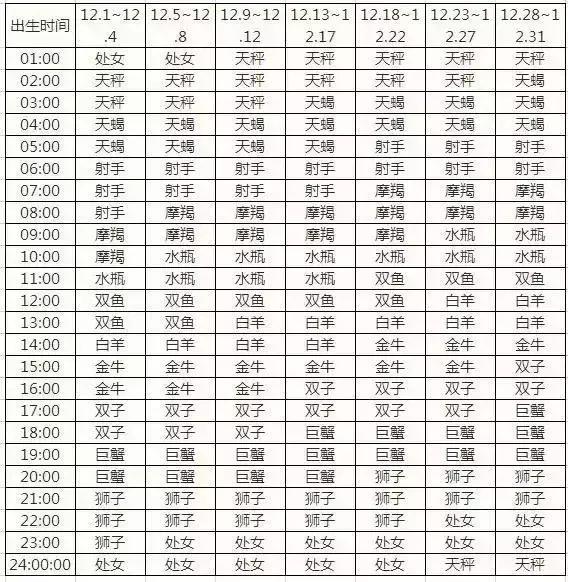 出生时间 12.1~12.4 12.5~12.8 12.9~12.12 12.13~12.17 12.18~12.22 12.23~12.27 12.28~12.31
01:00 处女 处女 天秤 天秤 天秤 天秤 天秤
02:00 天秤 天秤 天秤 天秤 天秤 天秤 天蝎
03:00 天秤 天秤 天秤 天蝎 天蝎 天蝎 天蝎
04:00 天蝎 天蝎 天蝎 天蝎 天蝎 天蝎 天蝎
05:00 天蝎 天蝎 天蝎 天蝎 射手 射手 射手
06:00 射手 射手 射手 射手 射手 射手 射手
07:00 射手 射手 射手 射手 摩羯 摩羯 摩羯
08:00 射手 摩羯 摩羯 摩羯 摩羯 摩羯 摩羯
09:00 摩羯 摩羯 摩羯 摩羯 摩羯 水瓶 水瓶
10:00 摩羯 水瓶 水瓶 水瓶 水瓶 水瓶 水瓶
11:00 水瓶 水瓶 水瓶 水瓶 双鱼 双鱼 双鱼
12:00 双鱼 双鱼 双鱼 双鱼 双鱼 白羊 白羊
13:00 双鱼 双鱼 白羊 白羊 白羊 白羊 白羊
14:00 白羊 白羊 白羊 白羊 金牛 金牛 金牛
15:00 金牛 金牛 金牛 金牛 金牛 金牛 双子
16:00 金牛 金牛 金牛 双子 双子 双子 双子
17:00 双子 双子 双子 双子 双子 双子 巨蟹
18:00 双子 双子 双子 巨蟹 巨蟹 巨蟹 巨蟹
19:00 巨蟹 巨蟹 巨蟹 巨蟹 巨蟹 巨蟹 巨蟹
20:00 巨蟹 巨蟹 巨蟹 巨蟹 狮子 狮子 狮子
21:00 狮子 狮子 狮子 狮子 狮子 狮子 狮子
22:00 狮子 狮子 狮子 狮子 狮子 处女 处女
23:00 狮子 处女 处女 处女 处女 处女 处女
24:00:00 处女 处女 处女 处女 处女 天秤 天秤